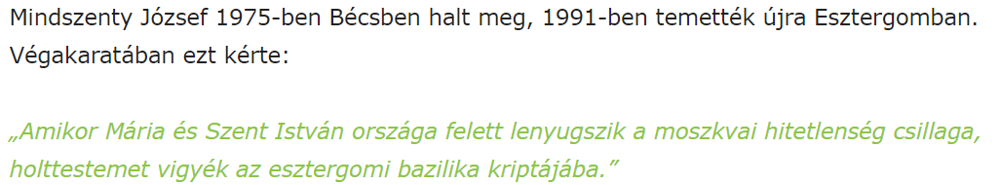 Mindszenty József 1975-ben Bécsben halt meg, 1991-ben temették újra Esztergomban.
Végakaratában ezt kérte:
„Amikor Mária és Szent István országa felett lenyugszik a moszkvai hitetlenség csillaga,
holttestemet vigyék az esztergomi bazilika kriptájába.”